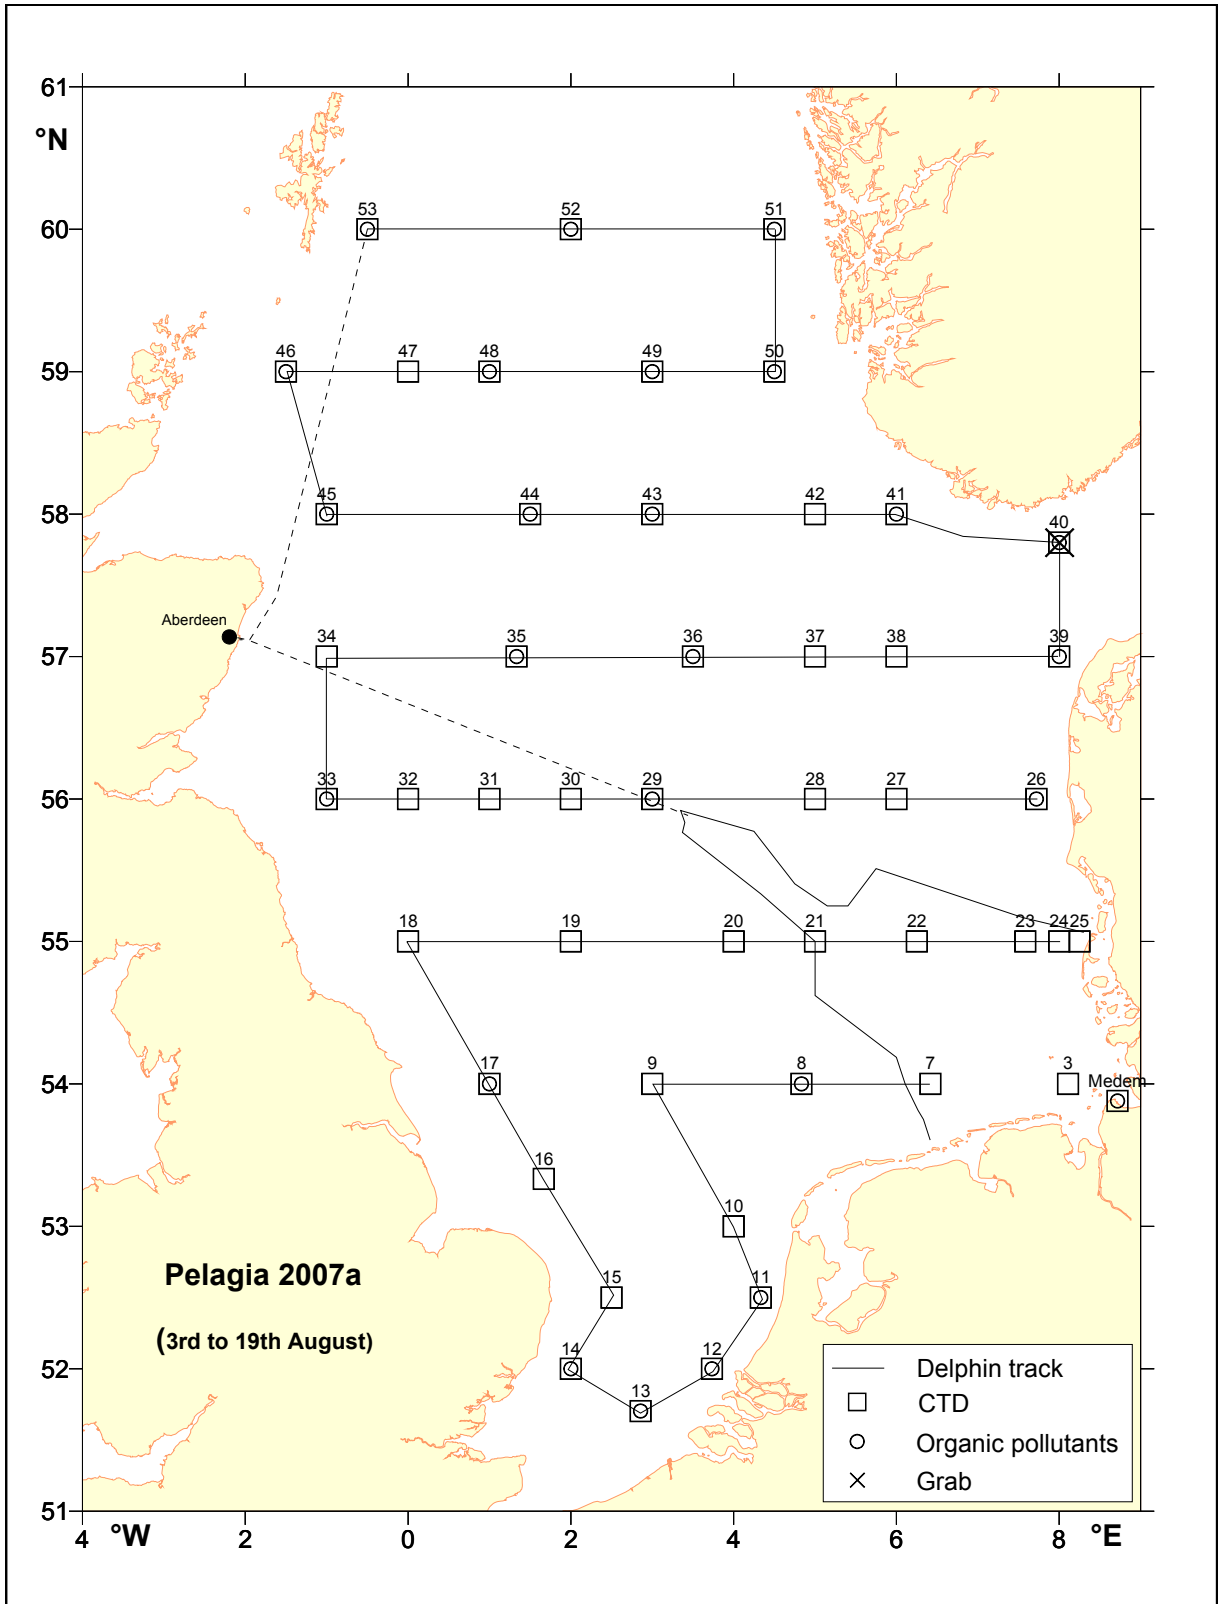 61
°N
53 52 51
60
46 47 48 49 50
59
45 44 43 42 41
58
40
Aberdeen
34 35 36 37 38 39
57
33 32 31 30 29 28 27 26
56
18 19 20 21 22 23 24 25
55
17 9 8 7 3
54
Medem
16
10
53
Pelagia 2007a
15 11
(3rd to 19th August)
14 12
52
13
Delphin track
CTD
Organic pollutants
Grab
51
4 °W 2 0 2 4 6 8 °E